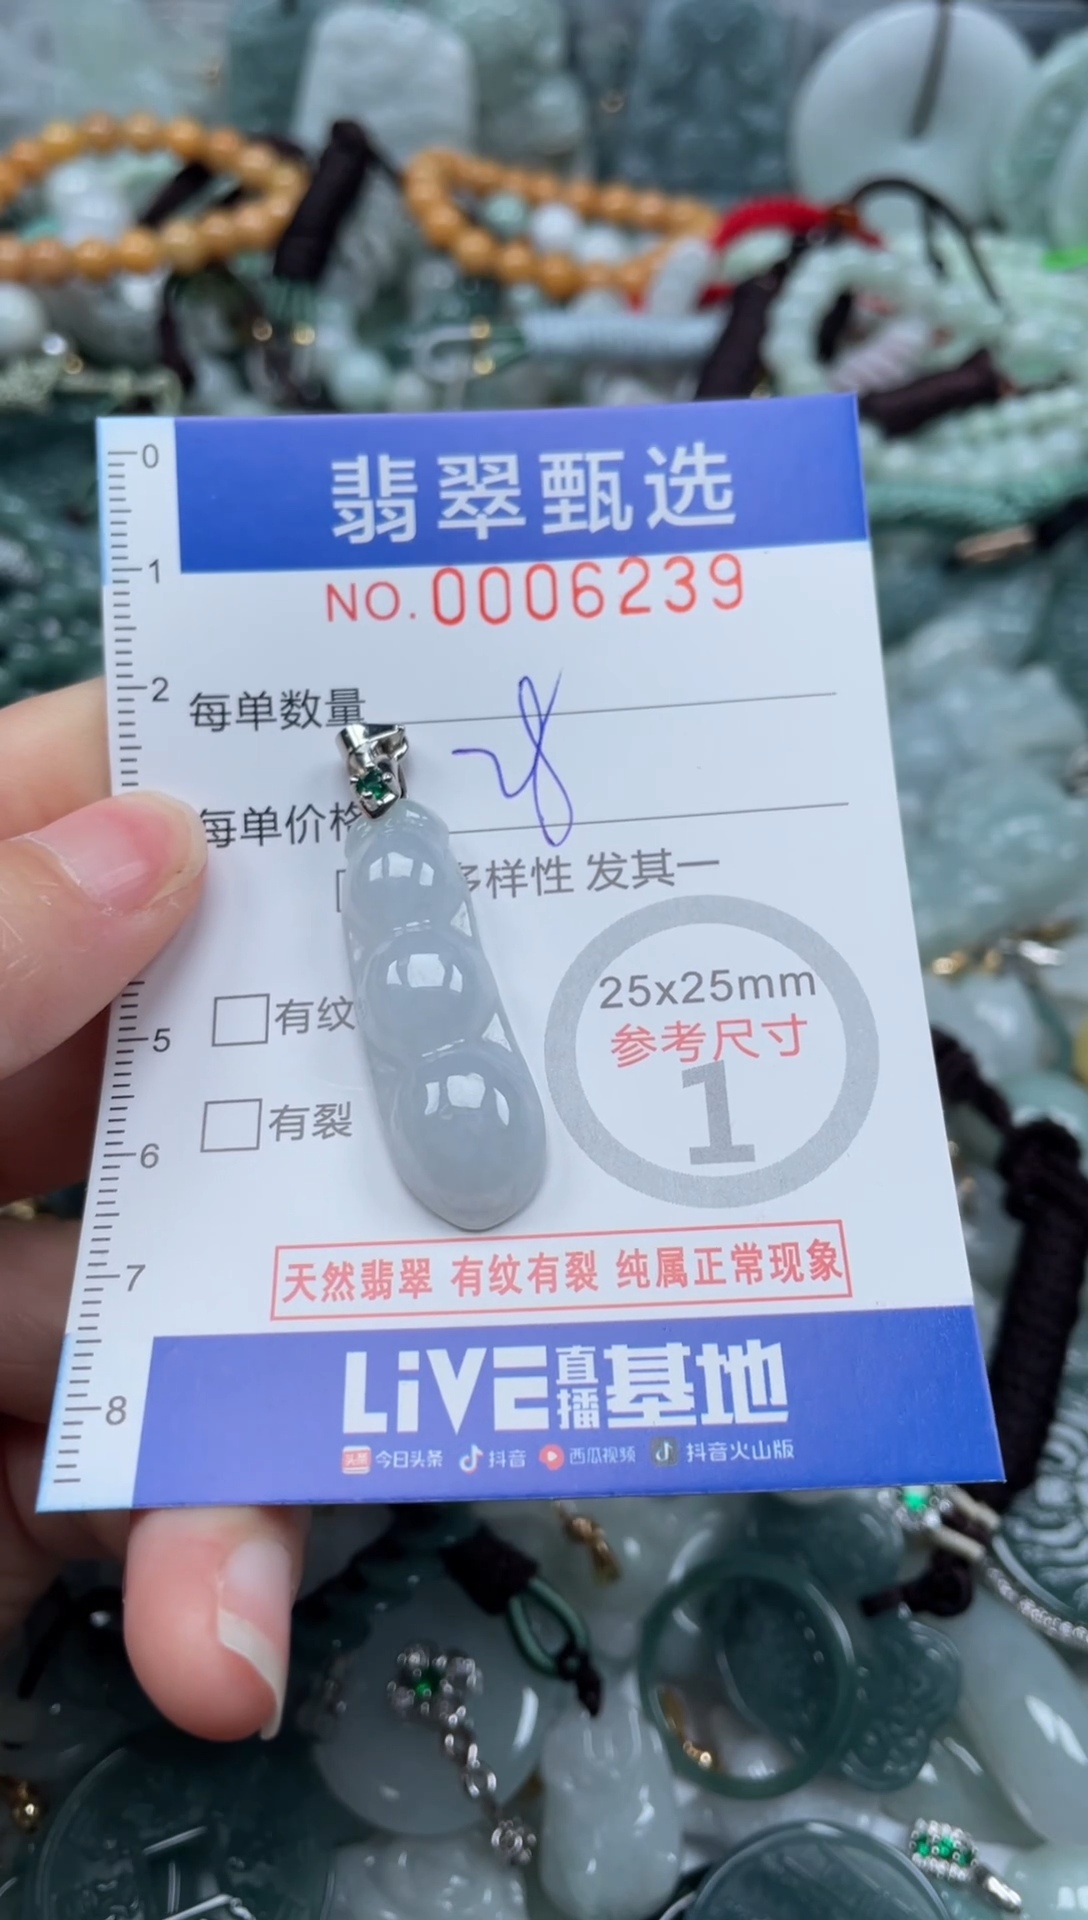 0
翡翠甄选
1
NO.0006239
2
每单数量
28
每单价格
多样性 发其一
25x25mm
参考尺寸
1
有纹
5
有裂
6
天然翡翠 有纹有裂 纯属正常现象
7
LiVE直播基地
8
头条 今日头条 抖音 西瓜视频 抖音火山版